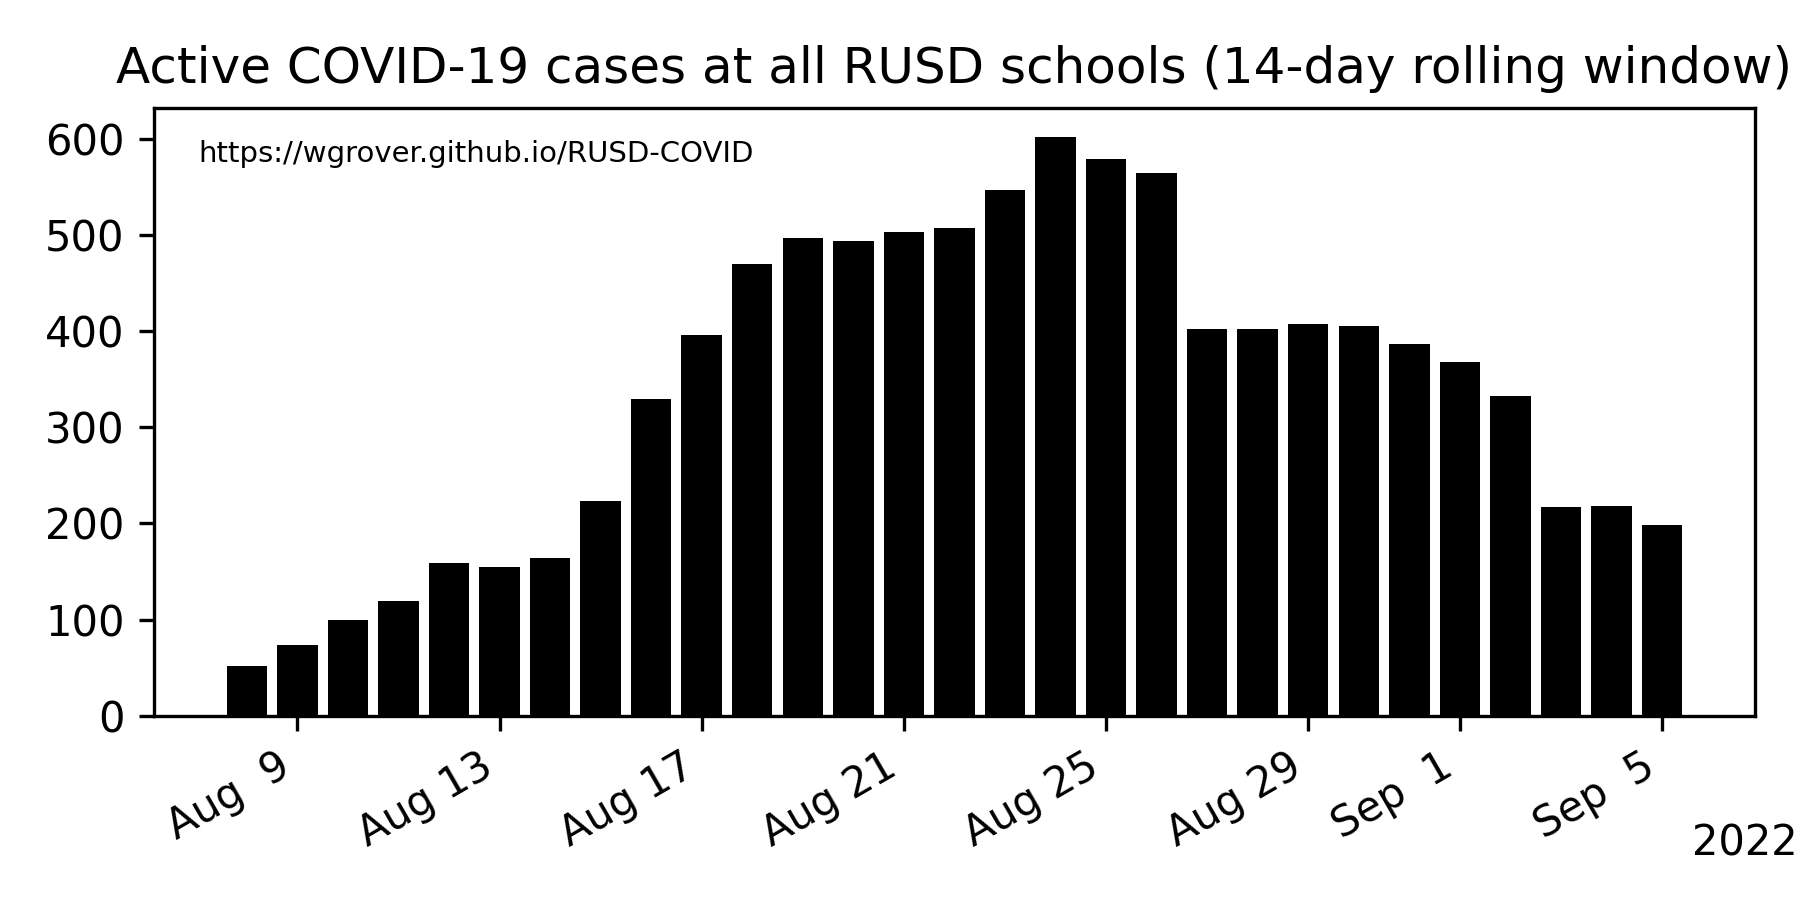 Active COVID-19 cases at all RUSD schools (14-day rolling window)
https://wgrover.github.io/RUSD-COVID
600
500
400
300
200
100
0
Aug 9
Aug 13
Aug 17
Aug 21
Aug 25
Aug 29
Sep 1
Sep 5
2022